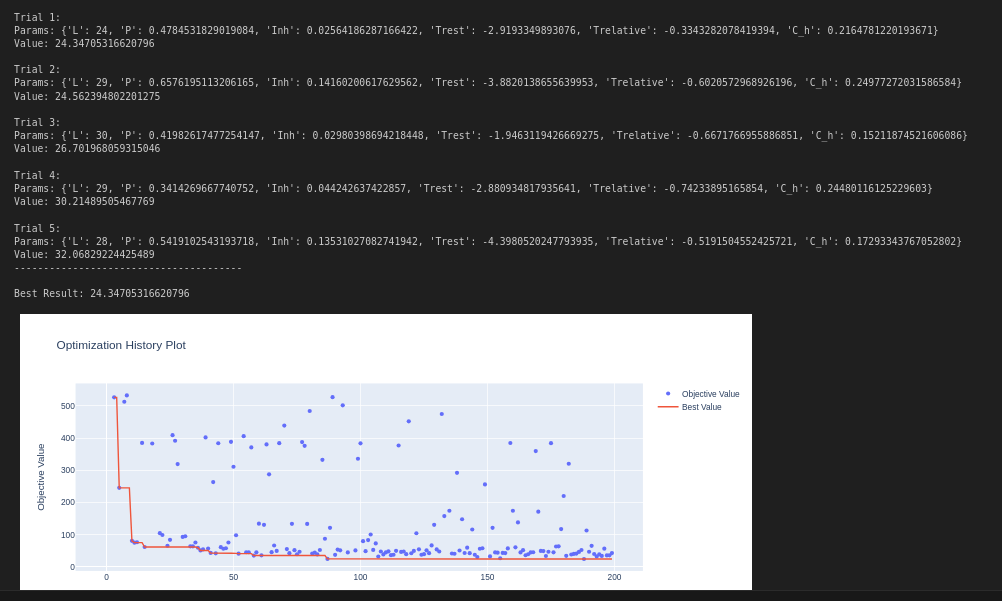 Trial 1:
Params: {'L': 24, 'P': 0.4784531829019084, 'Inh': 0.02564186287166422, 'Trest': -2.9193349893076, 'Trelative': -0.3343282078419394, 'C_h': 0.2164781220193671}
Value: 24.34705316620796
Trial 2:
Params: {'L': 29, 'P': 0.6576195113206165, 'Inh': 0.14160200617629562, 'Trest': -3.8820138655639953, 'Trelative': -0.6020572968926196, 'C_h': 0.24977272031586584}
Value: 24.562394802201275
Trial 3:
Params: {'L': 30, 'P': 0.41982617477254147, 'Inh': 0.02980398694218448, 'Trest': -1.9463119426669275, 'Trelative': -0.6671766955886851, 'C_h': 0.15211874521606086}
Value: 26.701968059315046
Trial 4:
Params: {'L': 29, 'P': 0.3414269667740752, 'Inh': 0.044242637422857, 'Trest': -2.880934817935641, 'Trelative': -0.74233895165854, 'C_h': 0.24480116125229603}
Value: 30.21489505467769
Trial 5:
Params: {'L': 28, 'P': 0.5419102543193718, 'Inh': 0.13531027082741942, 'Trest': -4.3980520247793935, 'Trelative': -0.5191504552425721, 'C_h': 0.17293343767052802}
Value: 32.06829224425489
---------------------------------------
Best Result: 24.34705316620796
Optimization History Plot
Objective Value
Best Value
Objective Value
500
400
300
200
100
0
0 50 100 150 200